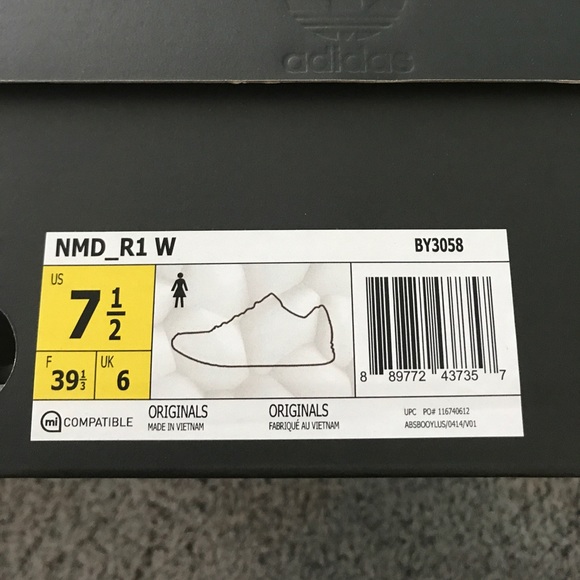 adidas
NMD_R1 W
BY3058
US
7 1/2
F
39 1/3
UK
6
8 89772 43735 7
mi COMPATIBLE
ORIGINALS
MADE IN VIETNAM
ORIGINALS
FABRIQUÉ AU VIETNAM
UPC PO# 116740612
ABSBOOYLUS/0414/V01